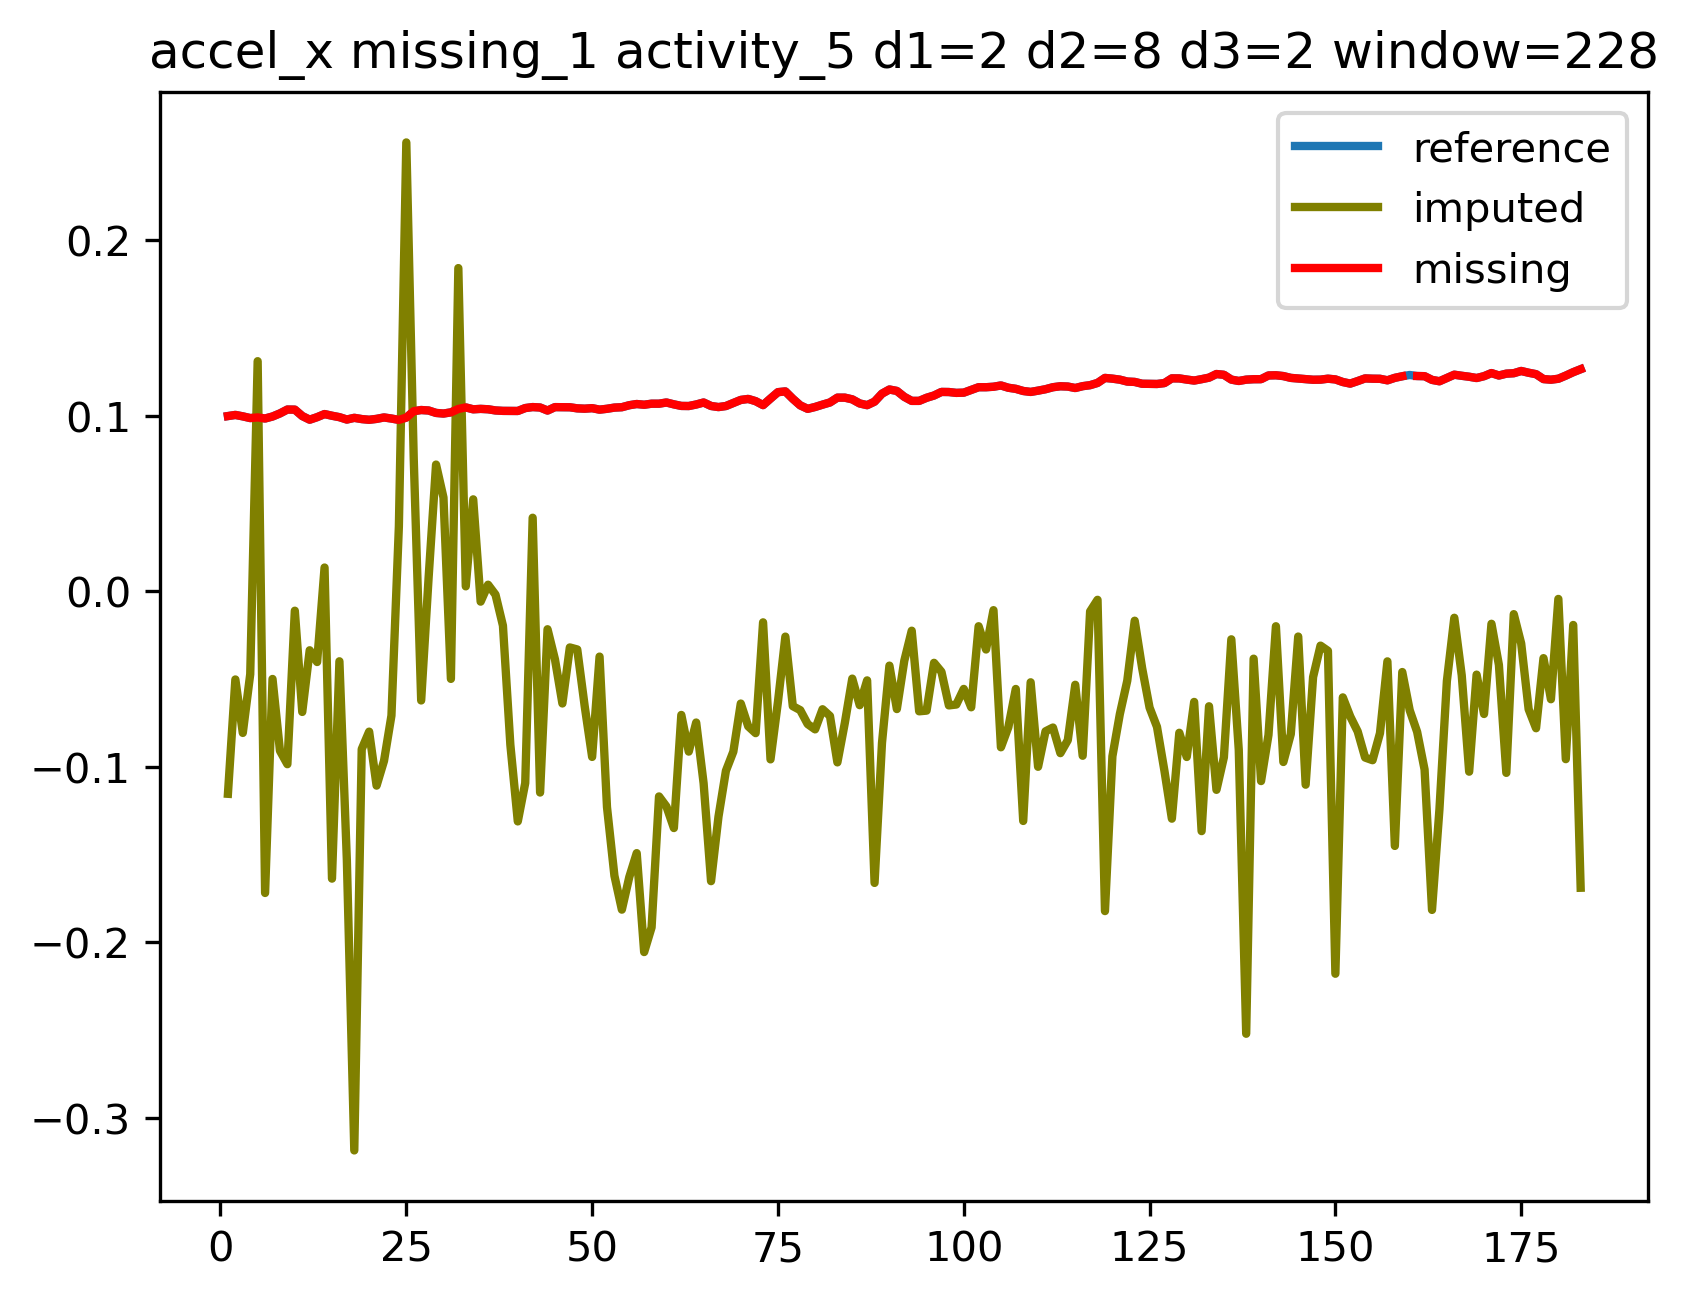 accel_x missing_1 activity_5 d1=2 d2=8 d3=2 window=228
reference
imputed
missing
0.2
0.1
0.0
−0.1
−0.2
−0.3
0 25 50 75 100 125 150 175